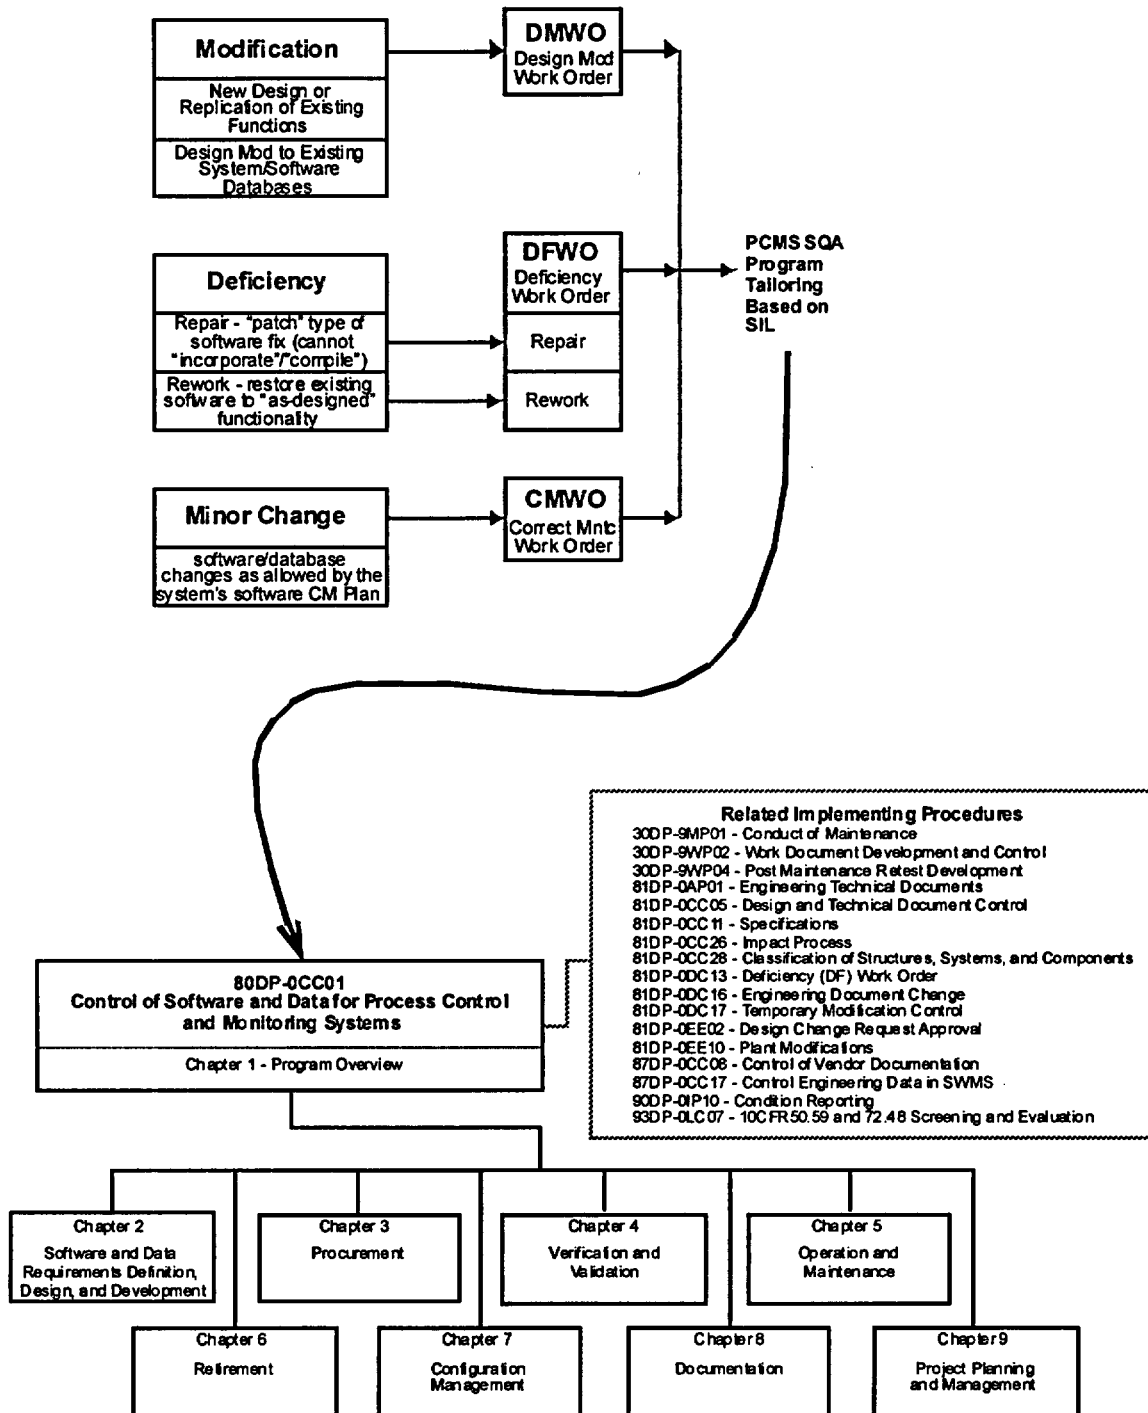 Modification
New Design or
Replication of Existing
Functions
Design Mod to Existing
System/Software
Databases
DMWO
Design Mod
Work Order
Deficiency
Repair - "patch" type of
software fix (cannot
"incorporate"/"compile")
Rework - restore existing
software to "as-designed"
functionality
DFWO
Deficiency
Work Order
Repair
Rework
PCMS SQA
Program
Tailoring
Based on
SIL
Minor Change
software/database
changes as allowed by the
system's software CM Plan
CMWO
Correct Mntc
Work Order
Related Implementing Procedures
30DP-9MP01 - Conduct of Maintenance
30DP-9WP02 - Work Document Development and Control
30DP-9WP04 - Post Maintenance Retest Development
81DP-0AP01 - Engineering Technical Documents
81DP-0CC05 - Design and Technical Document Control
81DP-0CC11 - Specifications
81DP-0CC26 - Impact Process
81DP-0CC28 - Classification of Structures, Systems, and Components
81DP-0DC13 - Deficiency (DF) Work Order
81DP-0DC16 - Engineering Document Change
81DP-0DC17 - Temporary Modification Control
81DP-0EE02 - Design Change Request Approval
81DP-0EE10 - Plant Modifications
87DP-0CC08 - Control of Vendor Documentation
87DP-0CC17 - Control Engineering Data in SWMS
90DP-0IP10 - Condition Reporting
93DP-0LC07 - 10CFR50.59 and 72.48 Screening and Evaluation
80DP-0CC01
Control of Software and Data for Process Control
and Monitoring Systems
Chapter 1 - Program Overview
Chapter 2
Software and Data
Requirements Definition,
Design, and Development
Chapter 3
Procurement
Chapter 4
Verification and
Validation
Chapter 5
Operation and
Maintenance
Chapter 6
Retirement
Chapter 7
Configuration
Management
Chapter 8
Documentation
Chapter 9
Project Planning
and Management